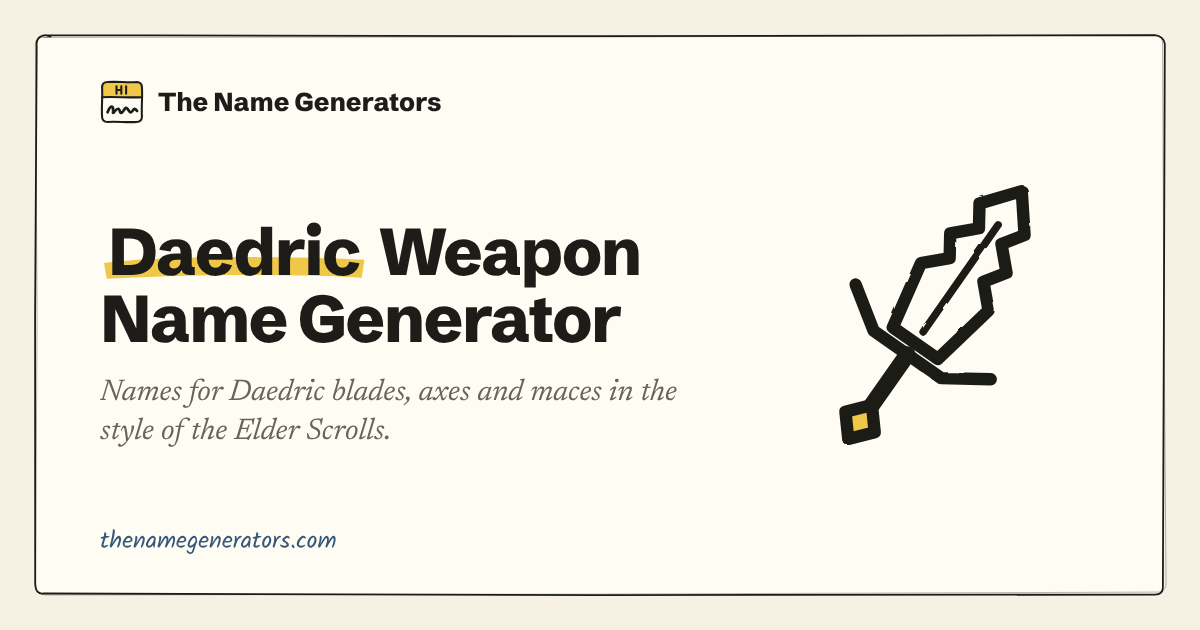 HI
The Name Generators
Daedric Weapon
Name Generator
Names for Daedric blades, axes and maces in the
style of the Elder Scrolls.
thenamegenerators.com